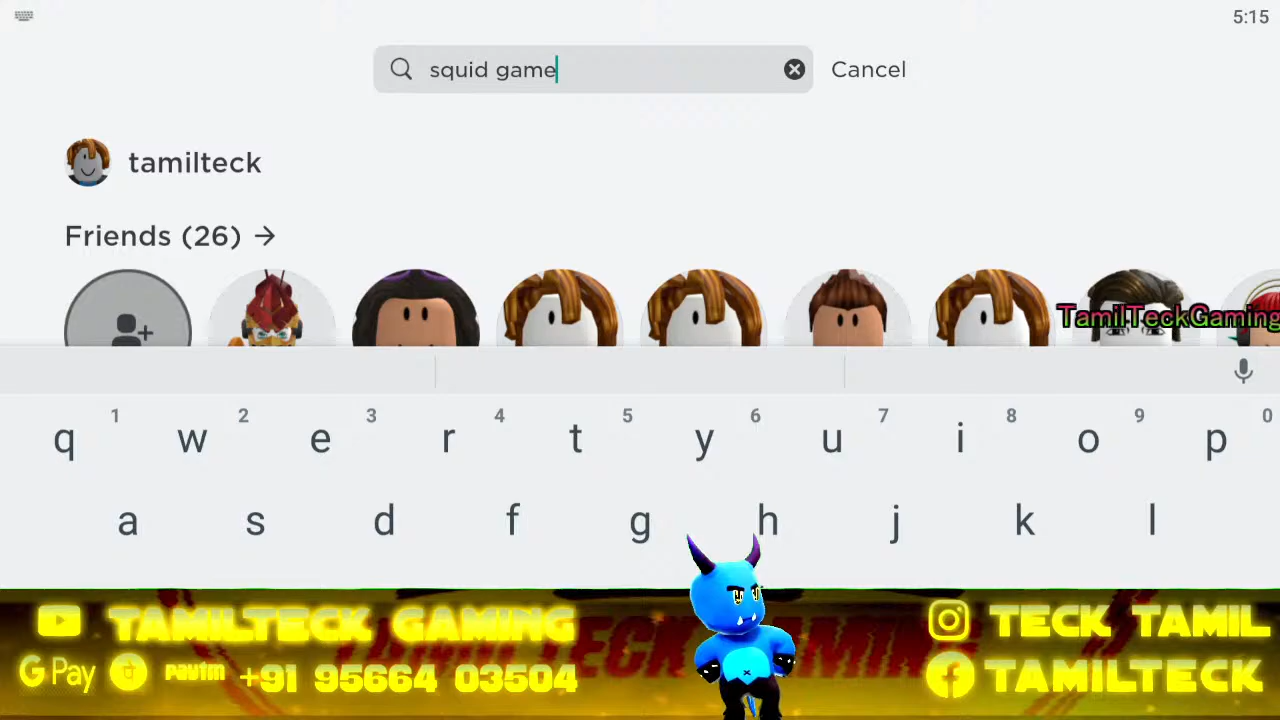 5:15
squid game
Cancel
tamilteck
Friends (26) →
TamilTeckGaming
1 2 3 4 5 6 7 8 9 0
q w e r t y u i o p
a s d f g h j k l
TAMILTECK GAMING
TECK TAMIL
G Pay paytm +91 95664 03504
TAMILTECK